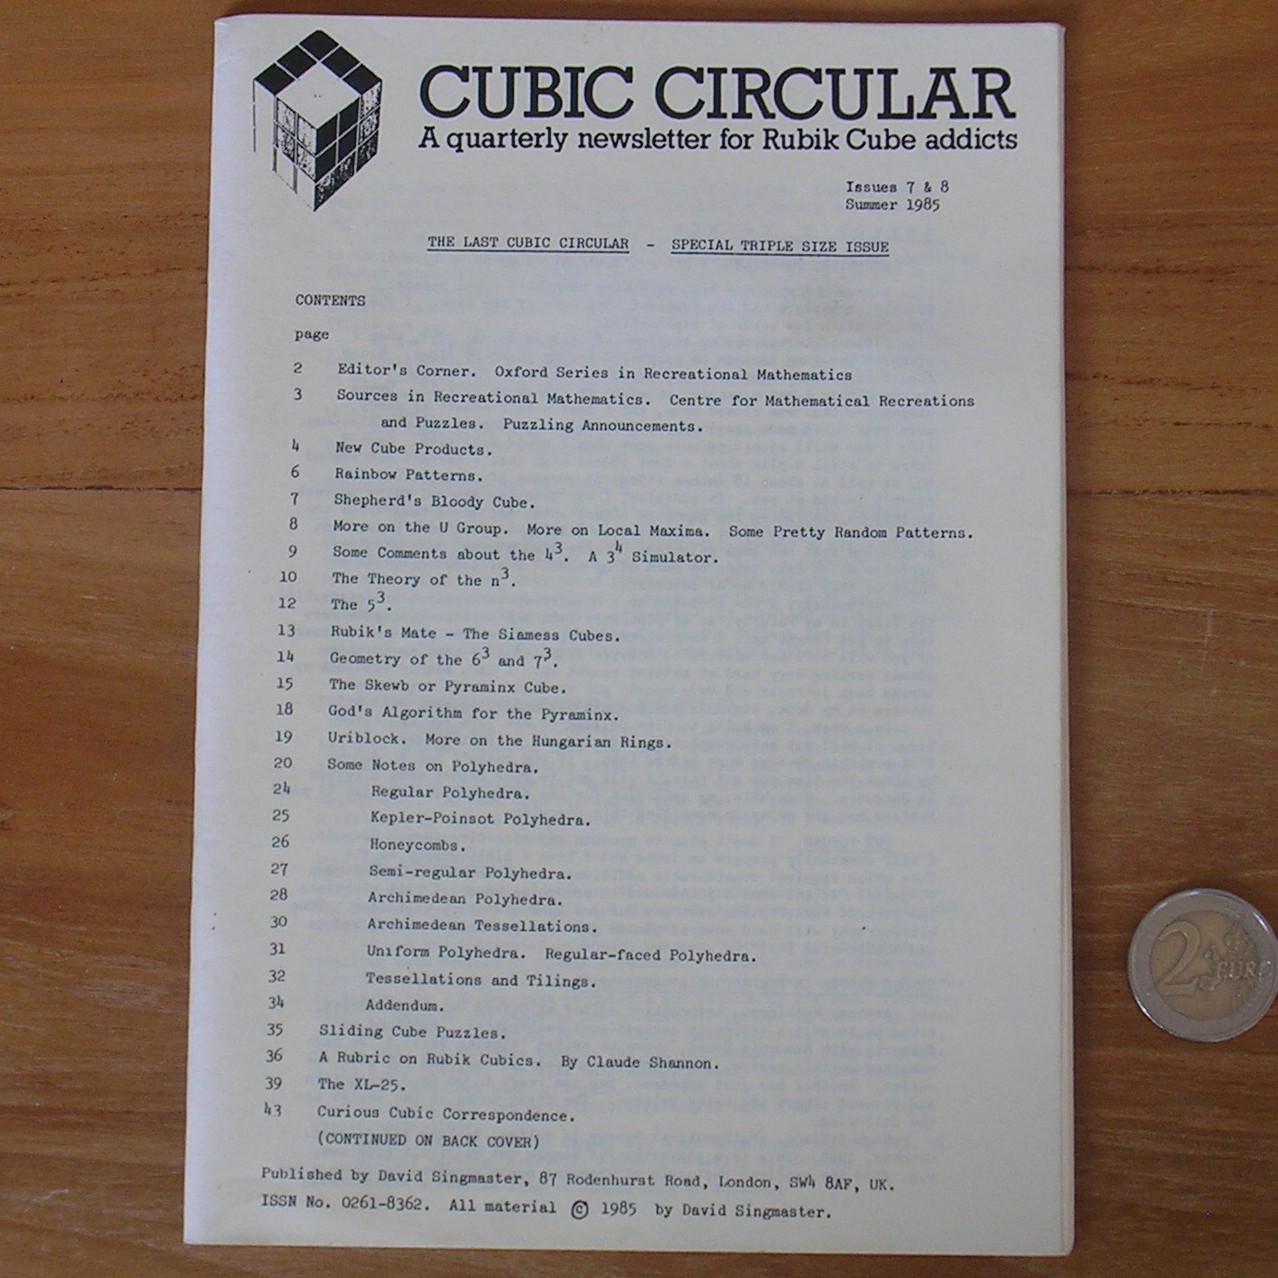 CUBIC CIRCULAR
A quarterly newsletter for Rubik Cube addicts
Issues 7 & 8
Summer 1985
THE LAST CUBIC CIRCULAR - SPECIAL TRIPLE SIZE ISSUE
CONTENTS
page
2 Editor's Corner. Oxford Series in Recreational Mathematics
3 Sources in Recreational Mathematics. Centre for Mathematical Recreations
and Puzzles. Puzzling Announcements.
4 New Cube Products.
6 Rainbow Patterns.
7 Shepherd's Bloody Cube.
8 More on the U Group. More on Local Maxima. Some Pretty Random Patterns.
9 Some Comments about the 4³. A 3⁴ Simulator.
10 The Theory of the n³.
12 The 5³.
13 Rubik's Mate - The Siamess Cubes.
14 Geometry of the 6³ and 7³.
15 The Skewb or Pyraminx Cube.
18 God's Algorithm for the Pyraminx.
19 Uriblock. More on the Hungarian Rings.
20 Some Notes on Polyhedra.
24 Regular Polyhedra.
25 Kepler-Poinsot Polyhedra.
26 Honeycombs.
27 Semi-regular Polyhedra.
28 Archimedean Polyhedra.
30 Archimedean Tessellations.
31 Uniform Polyhedra. Regular-faced Polyhedra.
32 Tessellations and Tilings.
34 Addendum.
35 Sliding Cube Puzzles.
36 A Rubric on Rubik Cubics. By Claude Shannon.
39 The XL-25.
43 Curious Cubic Correspondence.
(CONTINUED ON BACK COVER)
Published by David Singmaster, 87 Rodenhurst Road, London, SW4 8AF, UK.
ISSN No. 0261-8362. All material © 1985 by David Singmaster.
2 EURO